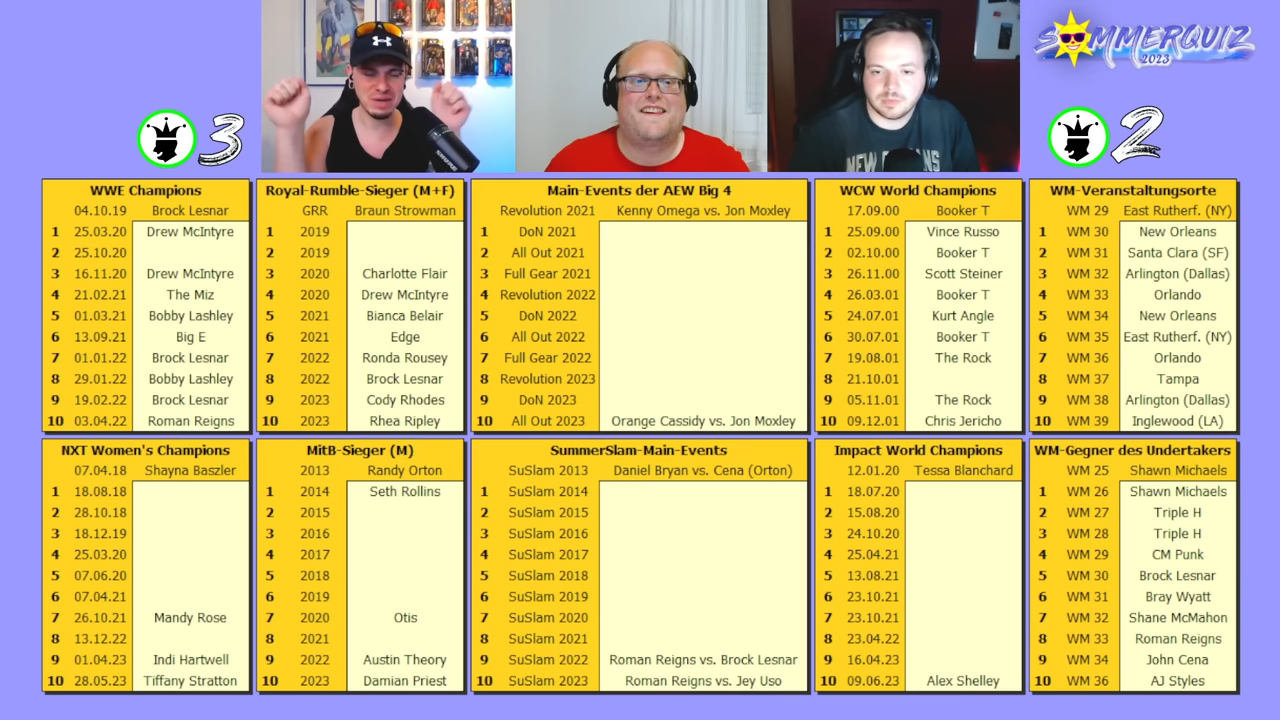 SOMMERQUIZ
2023
3
2
NEW ORLEANS
WWE Champions
04.10.19 Brock Lesnar
1 25.03.20 Drew McIntyre
2 25.10.20
3 16.11.20 Drew McIntyre
4 21.02.21 The Miz
5 01.03.21 Bobby Lashley
6 13.09.21 Big E
7 01.01.22 Brock Lesnar
8 29.01.22 Bobby Lashley
9 19.02.22 Brock Lesnar
10 03.04.22 Roman Reigns
Royal-Rumble-Sieger (M+F)
GRR Braun Strowman
1 2019
2 2019
3 2020 Charlotte Flair
4 2020 Drew McIntyre
5 2021 Bianca Belair
6 2021 Edge
7 2022 Ronda Rousey
8 2022 Brock Lesnar
9 2023 Cody Rhodes
10 2023 Rhea Ripley
Main-Events der AEW Big 4
Revolution 2021 Kenny Omega vs. Jon Moxley
1 DoN 2021
2 All Out 2021
3 Full Gear 2021
4 Revolution 2022
5 DoN 2022
6 All Out 2022
7 Full Gear 2022
8 Revolution 2023
9 DoN 2023
10 All Out 2023 Orange Cassidy vs. Jon Moxley
WCW World Champions
17.09.00 Booker T
1 25.09.00 Vince Russo
2 02.10.00 Booker T
3 26.11.00 Scott Steiner
4 26.03.01 Booker T
5 24.07.01 Kurt Angle
6 30.07.01 Booker T
7 19.08.01 The Rock
8 21.10.01
9 05.11.01 The Rock
10 09.12.01 Chris Jericho
WM-Veranstaltungsorte
WM 29 East Rutherf. (NY)
1 WM 30 New Orleans
2 WM 31 Santa Clara (SF)
3 WM 32 Arlington (Dallas)
4 WM 33 Orlando
5 WM 34 New Orleans
6 WM 35 East Rutherf. (NY)
7 WM 36 Orlando
8 WM 37 Tampa
9 WM 38 Arlington (Dallas)
10 WM 39 Inglewood (LA)
NXT Women's Champions
07.04.18 Shayna Baszler
1 18.08.18
2 28.10.18
3 18.12.19
4 25.03.20
5 07.06.20
6 07.04.21
7 26.10.21 Mandy Rose
8 13.12.22
9 01.04.23 Indi Hartwell
10 28.05.23 Tiffany Stratton
MitB-Sieger (M)
2013 Randy Orton
1 2014 Seth Rollins
2 2015
3 2016
4 2017
5 2018
6 2019
7 2020 Otis
8 2021
9 2022 Austin Theory
10 2023 Damian Priest
SummerSlam-Main-Events
SuSlam 2013 Daniel Bryan vs. Cena (Orton)
1 SuSlam 2014
2 SuSlam 2015
3 SuSlam 2016
4 SuSlam 2017
5 SuSlam 2018
6 SuSlam 2019
7 SuSlam 2020
8 SuSlam 2021
9 SuSlam 2022 Roman Reigns vs. Brock Lesnar
10 SuSlam 2023 Roman Reigns vs. Jey Uso
Impact World Champions
12.01.20 Tessa Blanchard
1 18.07.20
2 15.08.20
3 24.10.20
4 25.04.21
5 13.08.21
6 23.10.21
7 23.10.21
8 23.04.22
9 16.04.23
10 09.06.23 Alex Shelley
WM-Gegner des Undertakers
WM 25 Shawn Michaels
1 WM 26 Shawn Michaels
2 WM 27 Triple H
3 WM 28 Triple H
4 WM 29 CM Punk
5 WM 30 Brock Lesnar
6 WM 31 Bray Wyatt
7 WM 32 Shane McMahon
8 WM 33 Roman Reigns
9 WM 34 John Cena
10 WM 36 AJ Styles